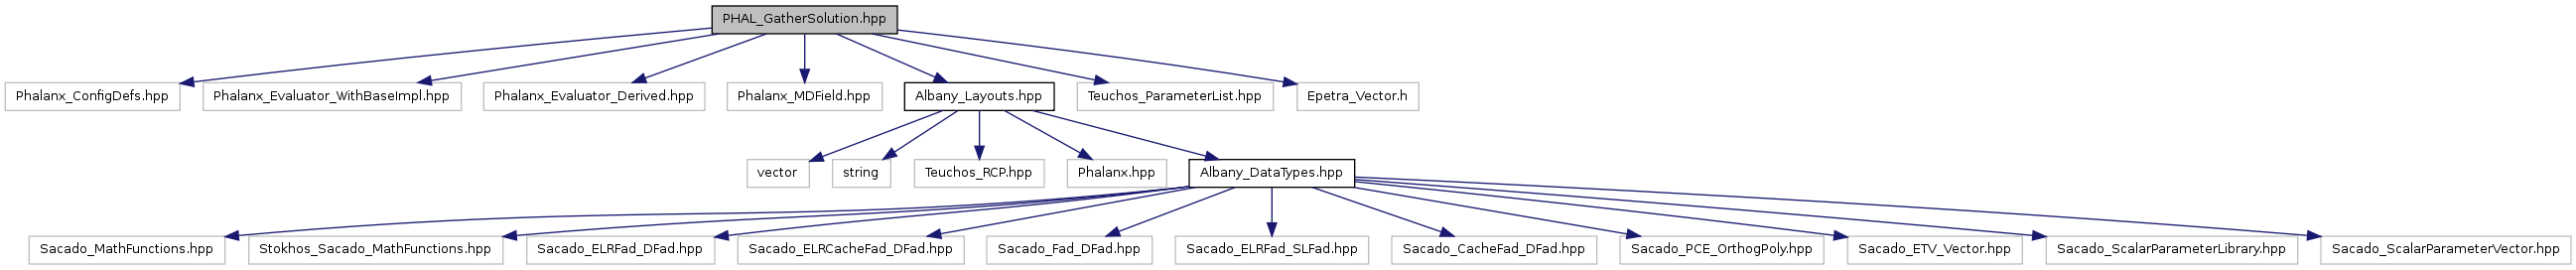 PHAL_GatherSolution.hpp
Phalanx_ConfigDefs.hpp
Phalanx_Evaluator_WithBaseImpl.hpp
Phalanx_Evaluator_Derived.hpp
Phalanx_MDField.hpp
Albany_Layouts.hpp
Teuchos_ParameterList.hpp
Epetra_Vector.h
vector
string
Teuchos_RCP.hpp
Phalanx.hpp
Albany_DataTypes.hpp
Sacado_MathFunctions.hpp
Stokhos_Sacado_MathFunctions.hpp
Sacado_ELRFad_DFad.hpp
Sacado_ELRCacheFad_DFad.hpp
Sacado_Fad_DFad.hpp
Sacado_ELRFad_SLFad.hpp
Sacado_CacheFad_DFad.hpp
Sacado_PCE_OrthogPoly.hpp
Sacado_ETV_Vector.hpp
Sacado_ScalarParameterLibrary.hpp
Sacado_ScalarParameterVector.hpp